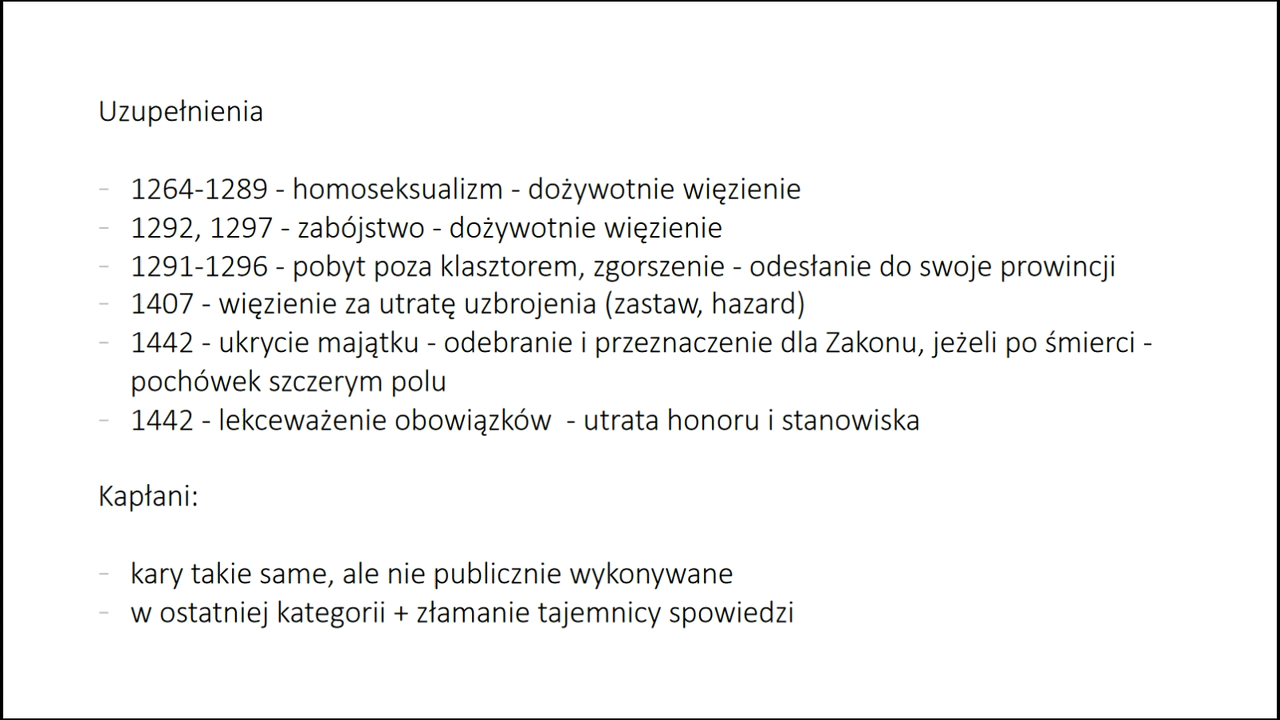 Uzupełnienia
- 1264-1289 - homoseksualizm - dożywotnie więzienie
- 1292, 1297 - zabójstwo - dożywotnie więzienie
- 1291-1296 - pobyt poza klasztorem, zgorszenie - odesłanie do swoje prowincji
- 1407 - więzienie za utratę uzbrojenia (zastaw, hazard)
- 1442 - ukrycie majątku - odebranie i przeznaczenie dla Zakonu, jeżeli po śmierci -
pochówek szczerym polu
- 1442 - lekceważenie obowiązków  - utrata honoru i stanowiska
Kapłani:
- kary takie same, ale nie publicznie wykonywane
- w ostatniej kategorii + złamanie tajemnicy spowiedzi